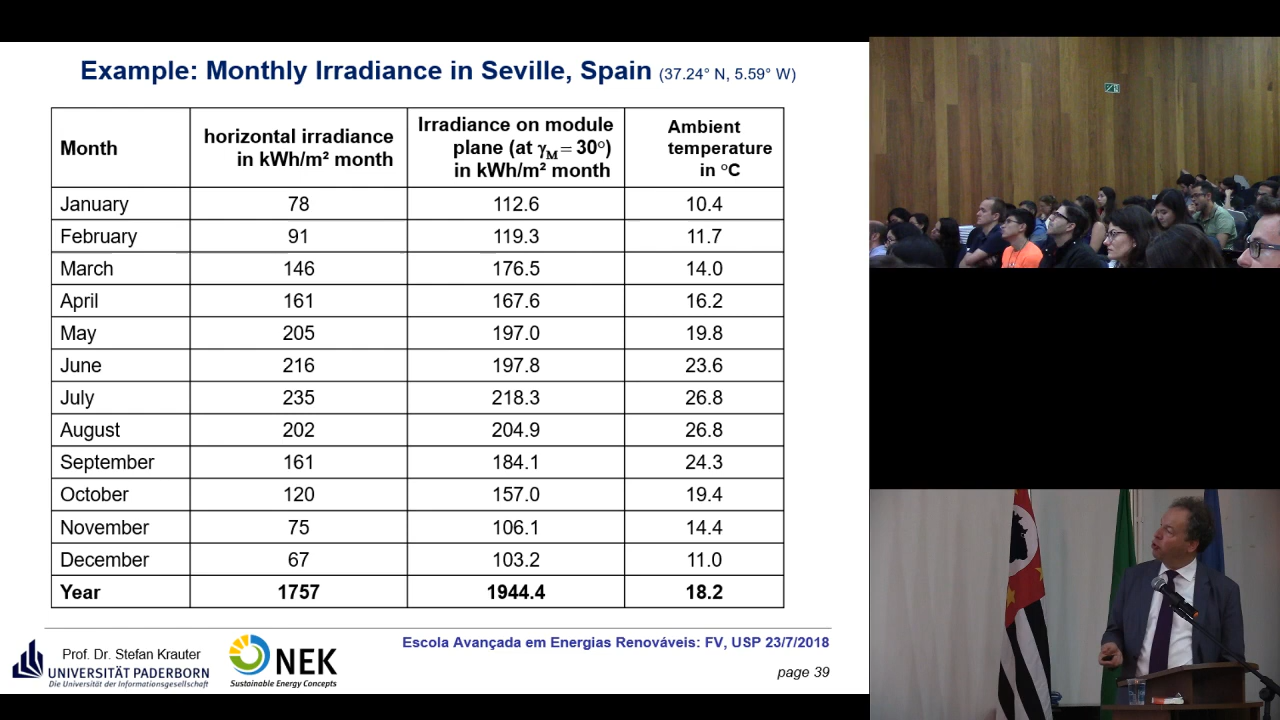 Example: Monthly Irradiance in Seville, Spain (37.24° N, 5.59° W)
Month
horizontal irradiance
in kWh/m² month
Irradiance on module
plane (at γM = 30°)
in kWh/m² month
Ambient
temperature
in °C
January 78 112.6 10.4
February 91 119.3 11.7
March 146 176.5 14.0
April 161 167.6 16.2
May 205 197.0 19.8
June 216 197.8 23.6
July 235 218.3 26.8
August 202 204.9 26.8
September 161 184.1 24.3
October 120 157.0 19.4
November 75 106.1 14.4
December 67 103.2 11.0
Year 1757 1944.4 18.2
Prof. Dr. Stefan Krauter
UNIVERSITÄT PADERBORN
Die Universität der Informationsgesellschaft
NEK
Sustainable Energy Concepts
Escola Avançada em Energias Renováveis: FV, USP 23/7/2018
page 39